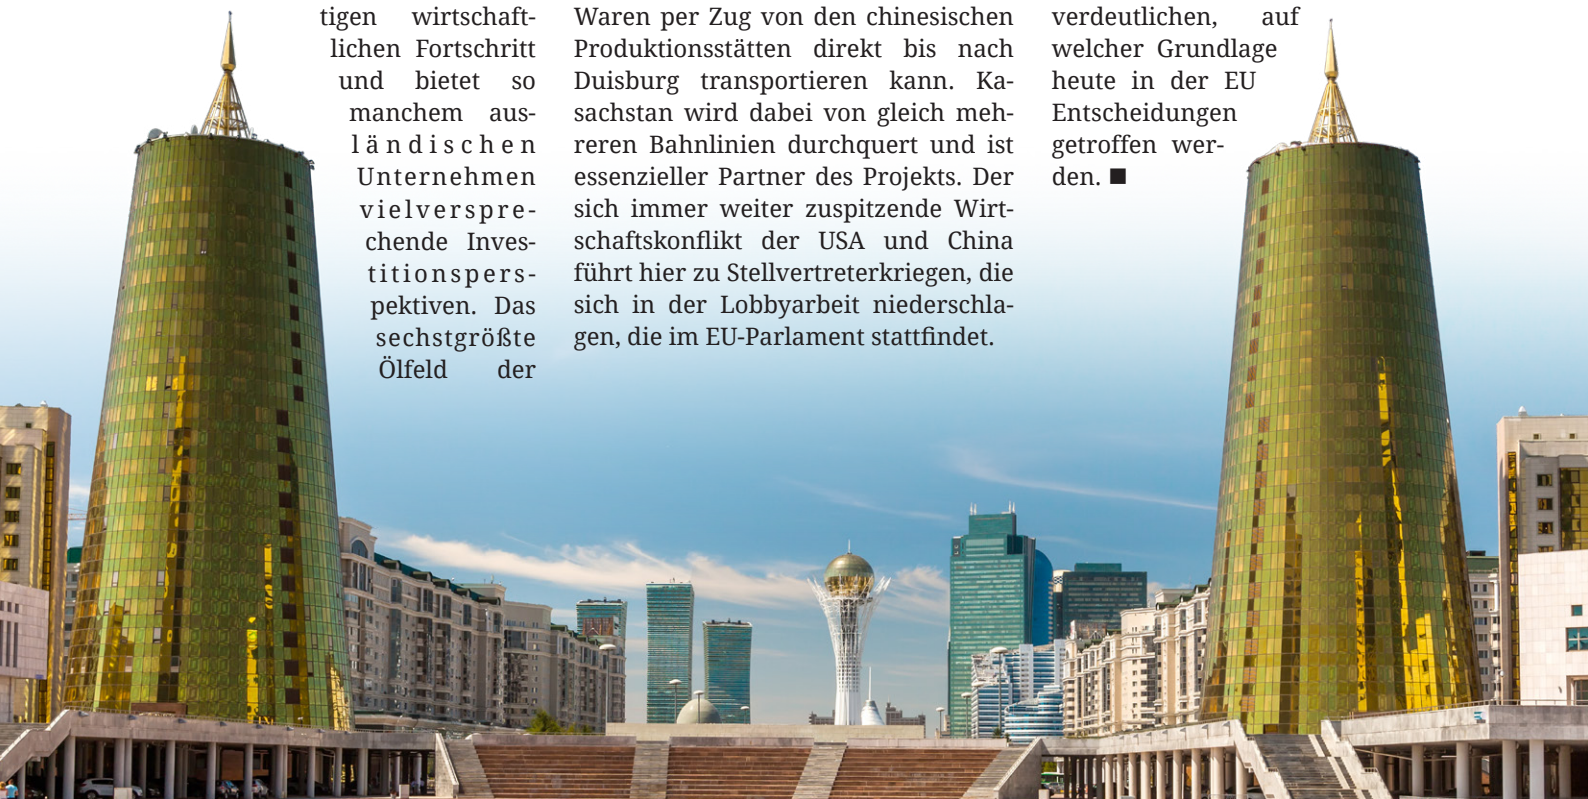 tigen wirtschaft-
lichen Fortschritt
und bietet so
manchem aus-
ländischen
Unternehmen
vielverspre-
chende Inves-
titionspers-
pektiven. Das
sechstgrößte
Ölfeld der
Waren per Zug von den chinesischen
Produktionsstätten direkt bis nach
Duisburg transportieren kann. Ka-
sachstan wird dabei von gleich meh-
reren Bahnlinien durchquert und ist
essenzieller Partner des Projekts. Der
sich immer weiter zuspitzende Wirt-
schaftskonflikt der USA und China
führt hier zu Stellvertreterkriegen, die
sich in der Lobbyarbeit niederschla-
gen, die im EU-Parlament stattfindet.
verdeutlichen, auf
welcher Grundlage
heute in der EU
Entscheidungen
getroffen wer-
den. ■